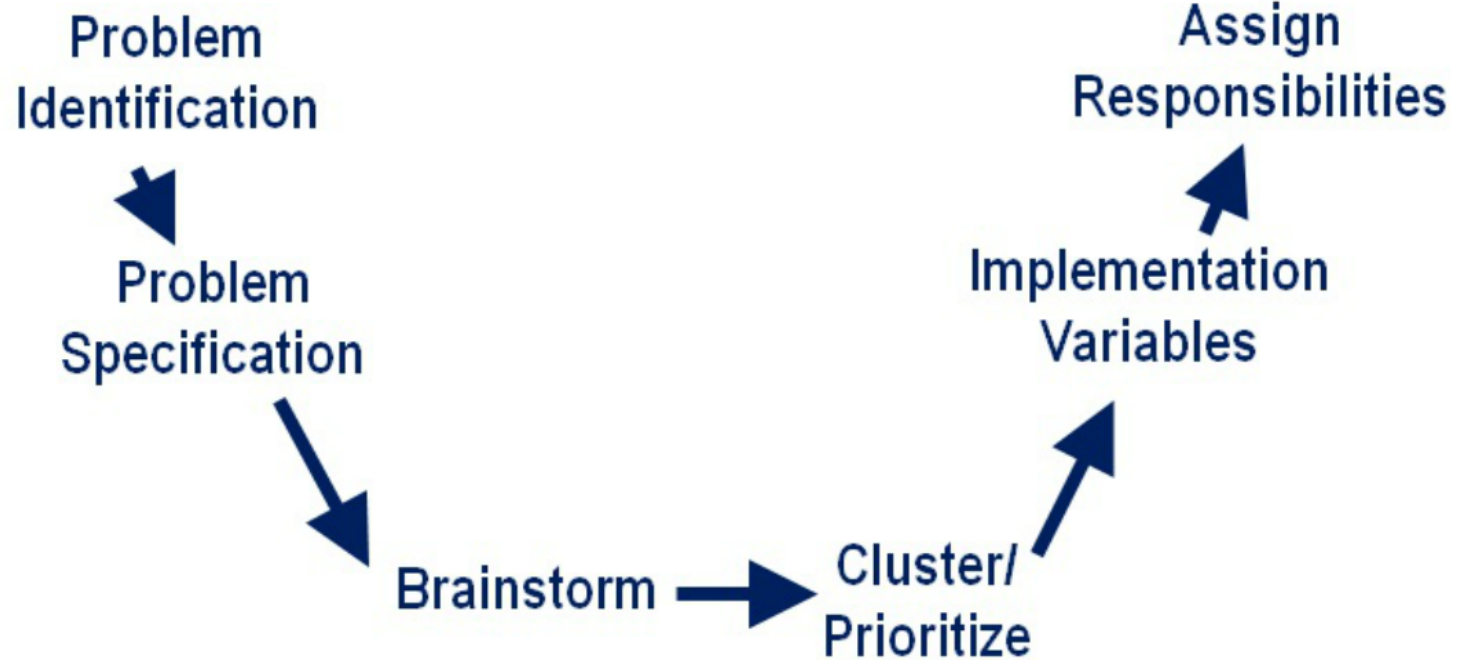 Problem
Identification
Problem
Specification
Brainstorm
Cluster/
Prioritize
Implementation
Variables
Assign
Responsibilities